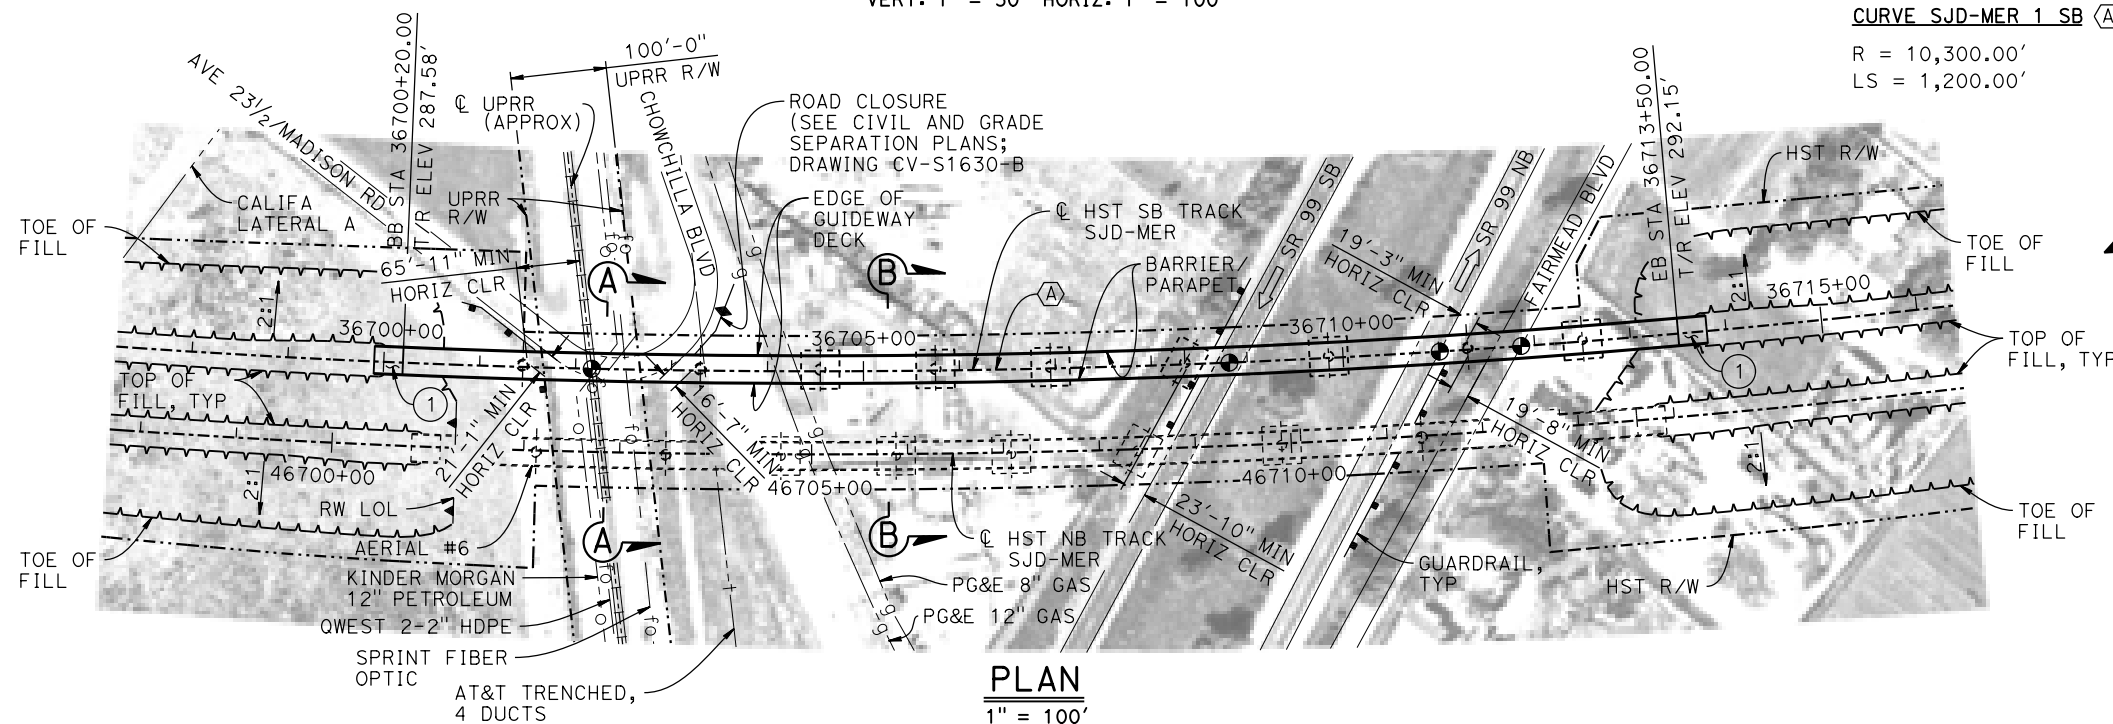 CURVE SJD-MER 1 SB A
R = 10,300.00'
LS = 1,200.00'
AVE 23½/MADISON RD
BB STA 36700+20.00
T/R ELEV 287.58'
100'-0"
UPRR R/W
℄ UPRR
(APPROX)
CHOWCHILLA BLVD
ROAD CLOSURE
(SEE CIVIL AND GRADE
SEPARATION PLANS;
DRAWING CV-S1630-B
EB STA 36713+50.00
T/R ELEV 292.15'
HST R/W
CALIFA
LATERAL A
UPRR
R/W
EDGE OF
GUIDEWAY
DECK
℄ HST SB TRACK
SJD-MER
SR 99 SB
19'-3" MIN
HORIZ CLR
SR 99 NB
FAIRMEAD BLVD
TOE OF
FILL
TOE OF
FILL
65'-11" MIN
HORIZ CLR
A
B
BARRIER/
PARAPET
A
2:1
2:1
36700+00
36705+00
36710+00
36715+00
TOP OF
FILL, TYP
TOP OF
FILL, TYP
1
1
21'-1" MIN
HORIZ CLR
16'-7" MIN
HORIZ CLR
19'-8" MIN
HORIZ CLR
2:1
2:1
46700+00
46705+00
46710+00
RW LOL
23'-10" MIN
HORIZ CLR
AERIAL #6
A
B
℄ HST NB TRACK
SJD-MER
TOE OF
FILL
TOE OF
FILL
KINDER MORGAN
12" PETROLEUM
PG&E 8" GAS
GUARDRAIL,
TYP
HST R/W
QWEST 2-2" HDPE
PG&E 12" GAS
SPRINT FIBER
OPTIC
AT&T TRENCHED,
4 DUCTS
PLAN
1" = 100'